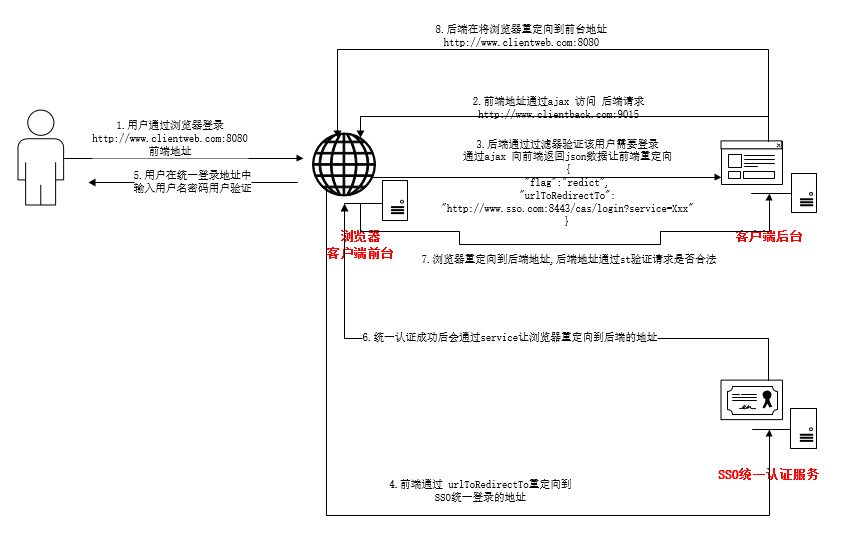 8.后端在将浏览器重定向到前台地址
http://www.clientweb.com:8080
2.前端地址通过ajax 访问 后端请求
http://www.clientback.com:9015
1.用户通过浏览器登录
http://www.clientweb.com:8080
前端地址
3.后端通过过滤器验证该用户需要登录
通过ajax 向前端返回json数据让前端重定向
{
"flag":"redict",
"urlToRedirectTo":
"http://www.sso.com:8443/cas/login?service=Xxx"
}
5.用户在统一登录地址中
输入用户名密码用户验证
浏览器
客户端前台
客户端后台
7.浏览器重定向到后端地址,后端地址通过st验证请求是否合法
6.统一认证成功后会通过service让浏览器重定向到后端的地址
SSO统一认证服务
4.前端通过 urlToRedirectTo重定向到
SSO统一登录的地址